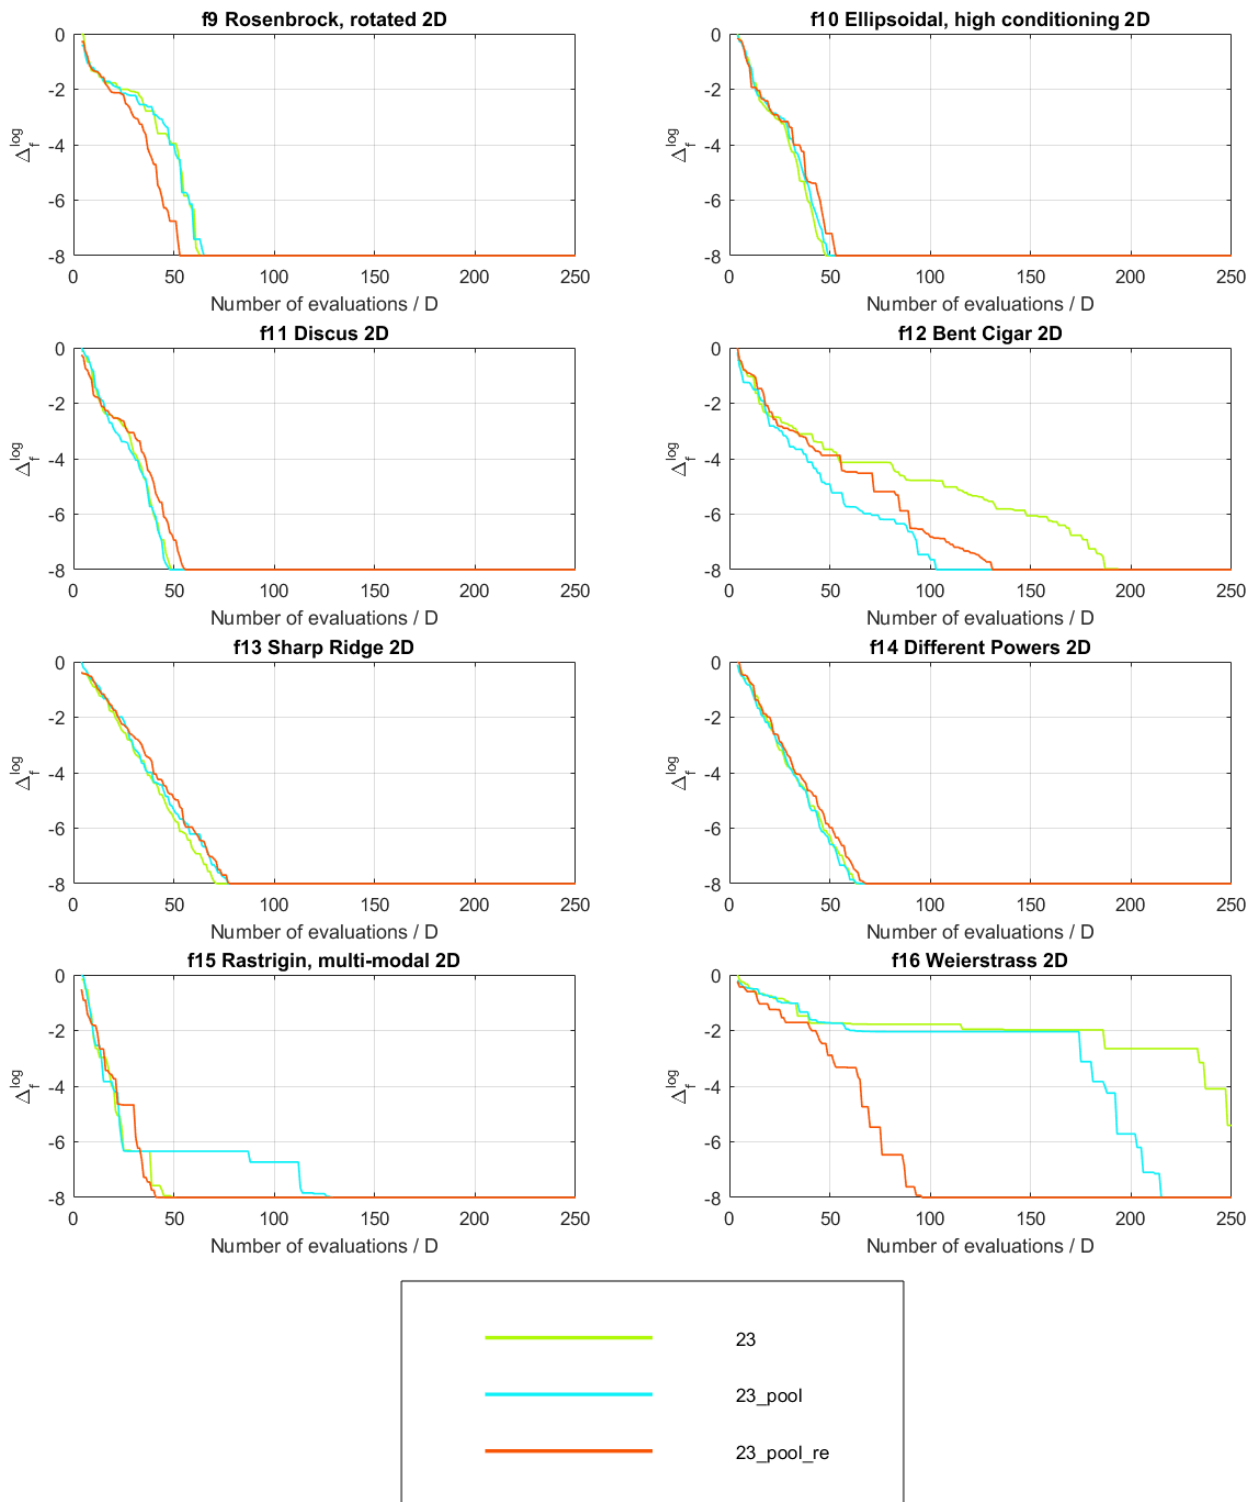 f9 Rosenbrock, rotated 2D
0
-2
-4
-6
-8
Δ_f^log
0 50 100 150 200 250
Number of evaluations / D
f10 Ellipsoidal, high conditioning 2D
0
-2
-4
-6
-8
Δ_f^log
0 50 100 150 200 250
Number of evaluations / D
f11 Discus 2D
0
-2
-4
-6
-8
Δ_f^log
0 50 100 150 200 250
Number of evaluations / D
f12 Bent Cigar 2D
0
-2
-4
-6
-8
Δ_f^log
0 50 100 150 200 250
Number of evaluations / D
f13 Sharp Ridge 2D
0
-2
-4
-6
-8
Δ_f^log
0 50 100 150 200 250
Number of evaluations / D
f14 Different Powers 2D
0
-2
-4
-6
-8
Δ_f^log
0 50 100 150 200 250
Number of evaluations / D
f15 Rastrigin, multi-modal 2D
0
-2
-4
-6
-8
Δ_f^log
0 50 100 150 200 250
Number of evaluations / D
f16 Weierstrass 2D
0
-2
-4
-6
-8
Δ_f^log
0 50 100 150 200 250
Number of evaluations / D
23
23_pool
23_pool_re